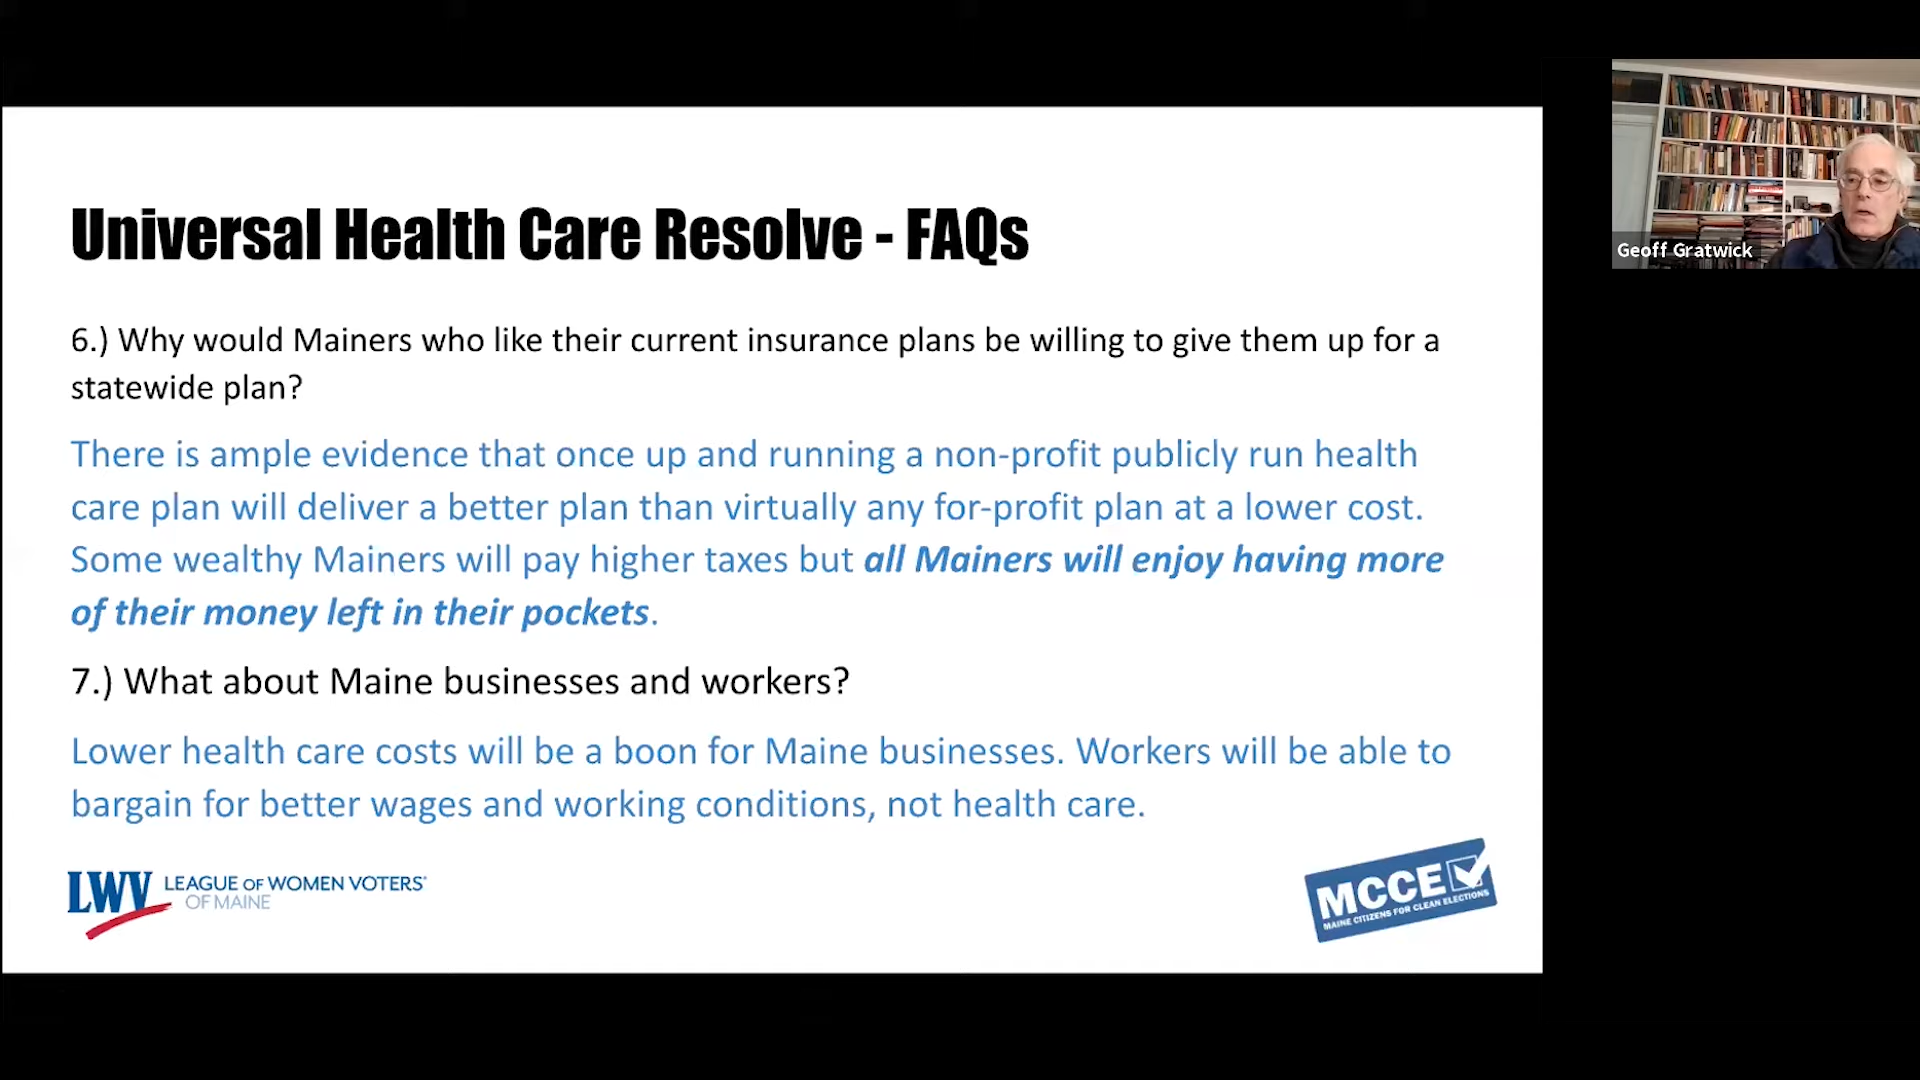 Universal Health Care Resolve - FAQs
6.) Why would Mainers who like their current insurance plans be willing to give them up for a
statewide plan?
There is ample evidence that once up and running a non-profit publicly run health
care plan will deliver a better plan than virtually any for-profit plan at a lower cost.
Some wealthy Mainers will pay higher taxes but all Mainers will enjoy having more
of their money left in their pockets.
7.) What about Maine businesses and workers?
Lower health care costs will be a boon for Maine businesses. Workers will be able to
bargain for better wages and working conditions, not health care.
LWV LEAGUE OF WOMEN VOTERS®
OF MAINE
MCCE
MAINE CITIZENS FOR CLEAN ELECTIONS
Geoff Gratwick